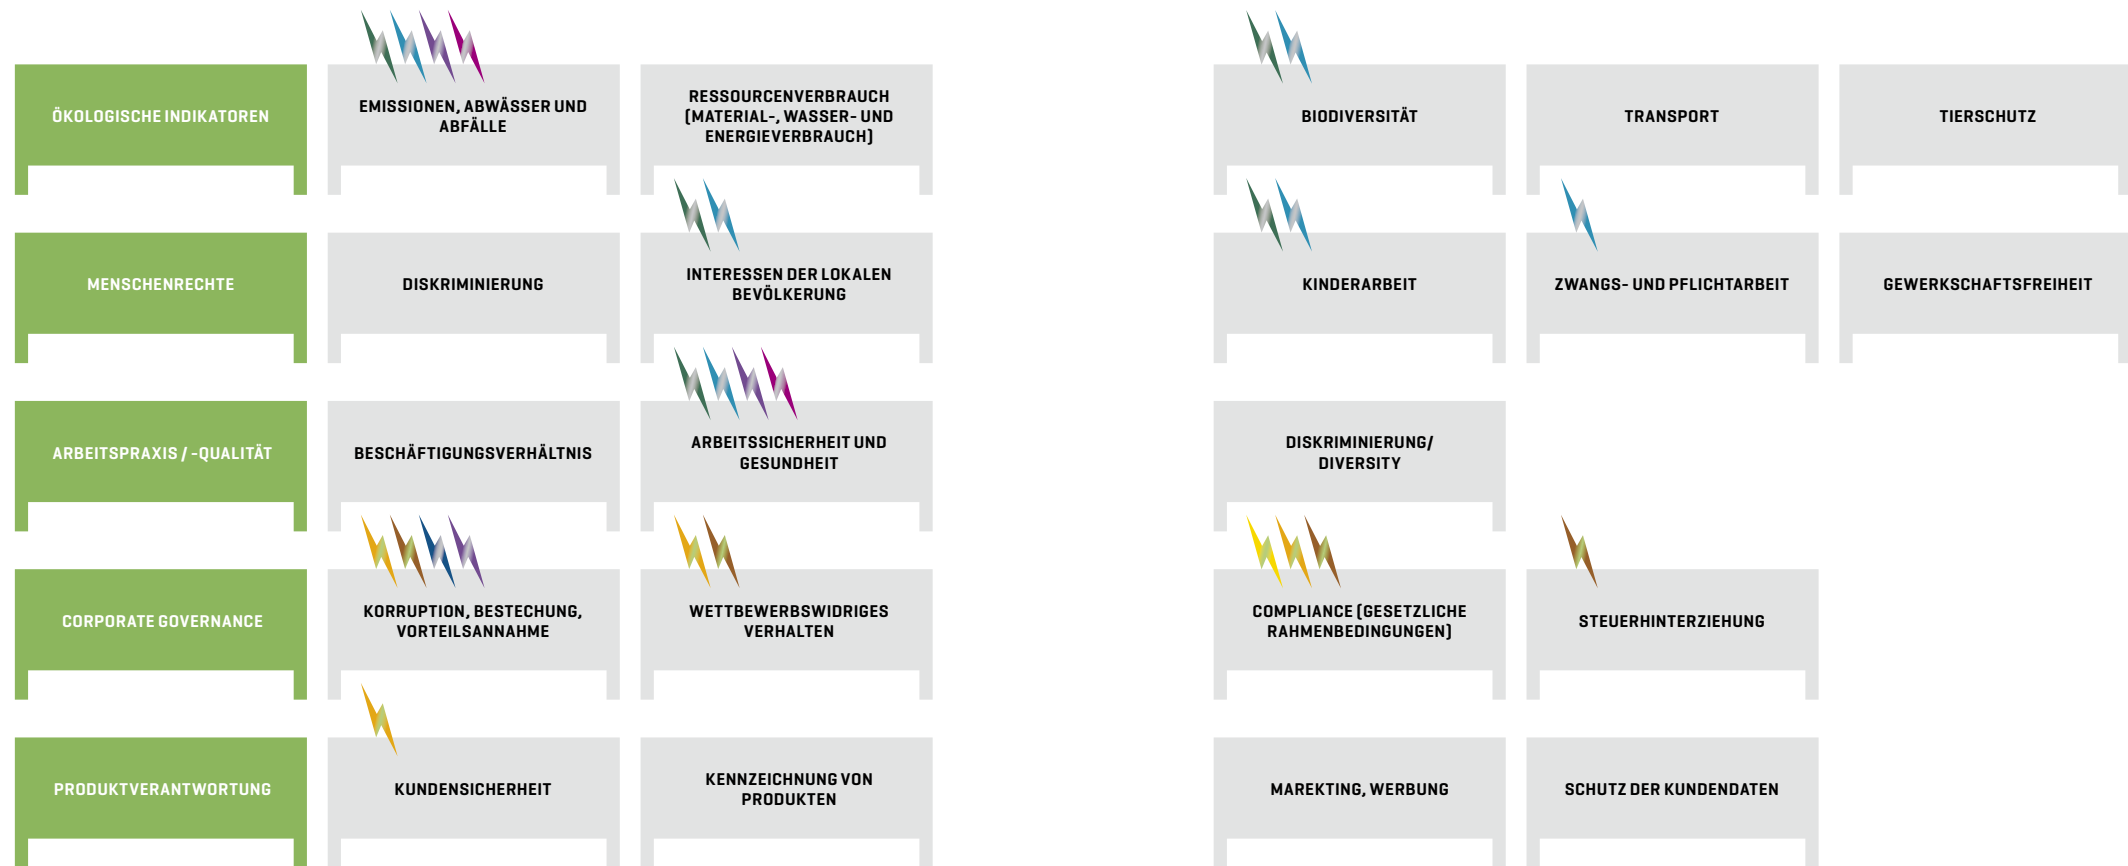 ÖKOLOGISCHE INDIKATOREN
EMISSIONEN, ABWÄSSER UND
ABFÄLLE
RESSOURCENVERBRAUCH
(MATERIAL-, WASSER- UND
ENERGIEVERBRAUCH)
BIODIVERSITÄT
TRANSPORT
TIERSCHUTZ
MENSCHENRECHTE
DISKRIMINIERUNG
INTERESSEN DER LOKALEN
BEVÖLKERUNG
KINDERARBEIT
ZWANGS- UND PFLICHTARBEIT
GEWERKSCHAFTSFREIHEIT
ARBEITSPRAXIS / -QUALITÄT
BESCHÄFTIGUNGSVERHÄLTNIS
ARBEITSSICHERHEIT UND
GESUNDHEIT
DISKRIMINIERUNG/
DIVERSITY
CORPORATE GOVERNANCE
KORRUPTION, BESTECHUNG,
VORTEILSANNAHME
WETTBEWERBSWIDRIGES
VERHALTEN
COMPLIANCE (GESETZLICHE
RAHMENBEDINGUNGEN)
STEUERHINTERZIEHUNG
PRODUKTVERANTWORTUNG
KUNDENSICHERHEIT
KENNZEICHNUNG VON
PRODUKTEN
MAREKTING, WERBUNG
SCHUTZ DER KUNDENDATEN